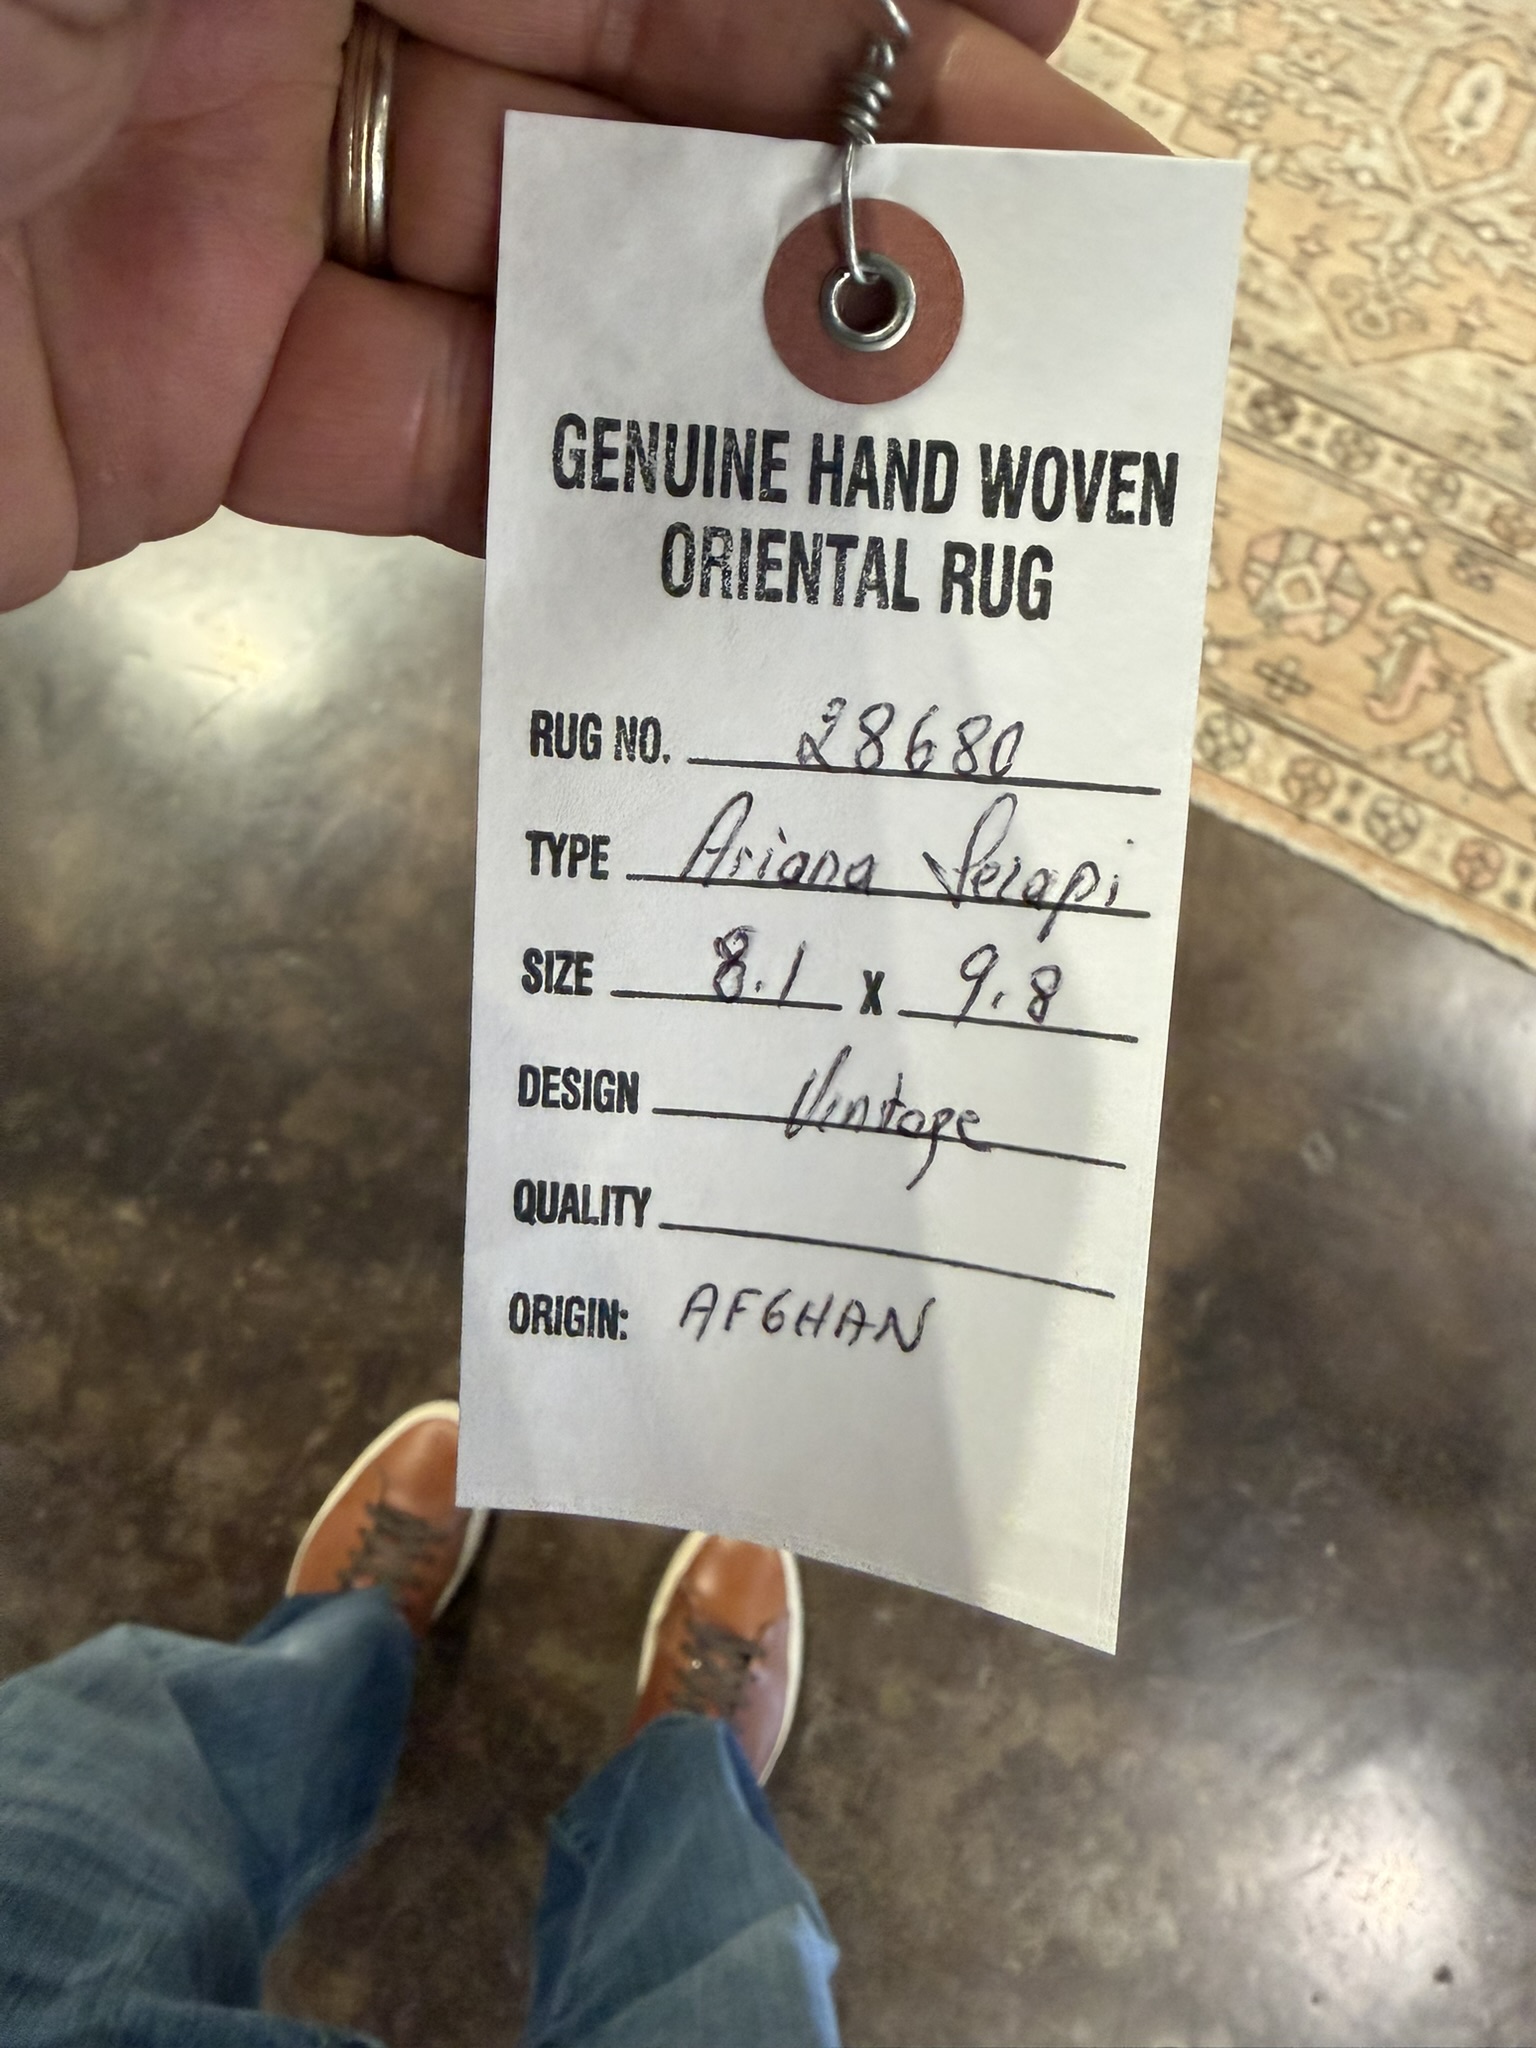 GENUINE HAND WOVEN
ORIENTAL RUG
RUG NO. 28680
TYPE Ariana Serapi
SIZE 8.1 X 9.8
DESIGN Vintage
QUALITY
ORIGIN: AFGHAN